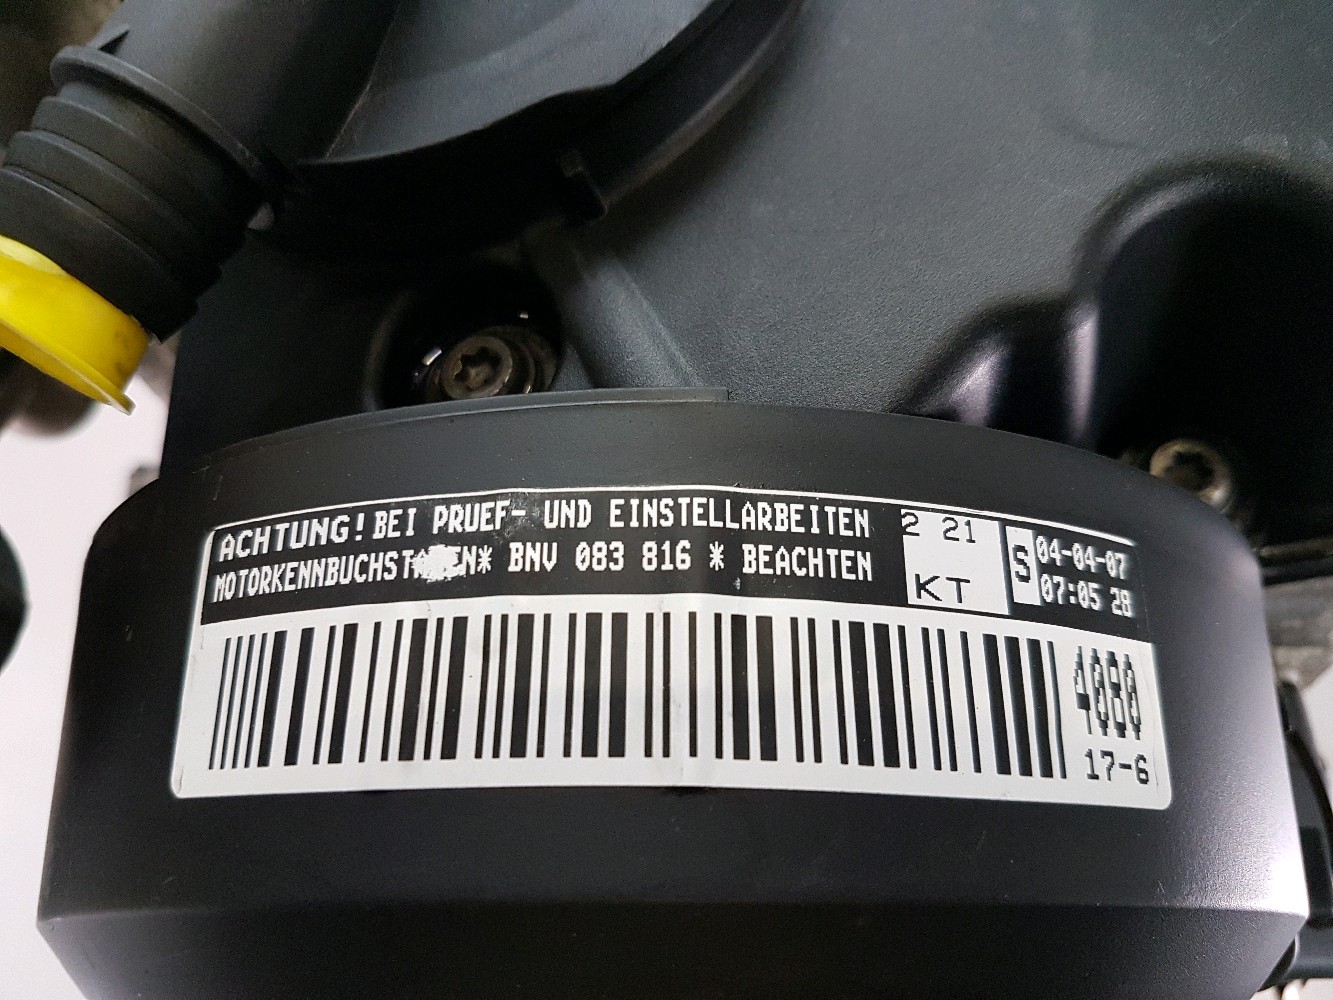 ACHTUNG! BEI PRUEF- UND EINSTELLARBEITEN
MOTORKENNBUCHSTABEN* BNV 083 816 * BEACHTEN
2 21
KT
S
04-04-07
07:05 28
4080
17-6